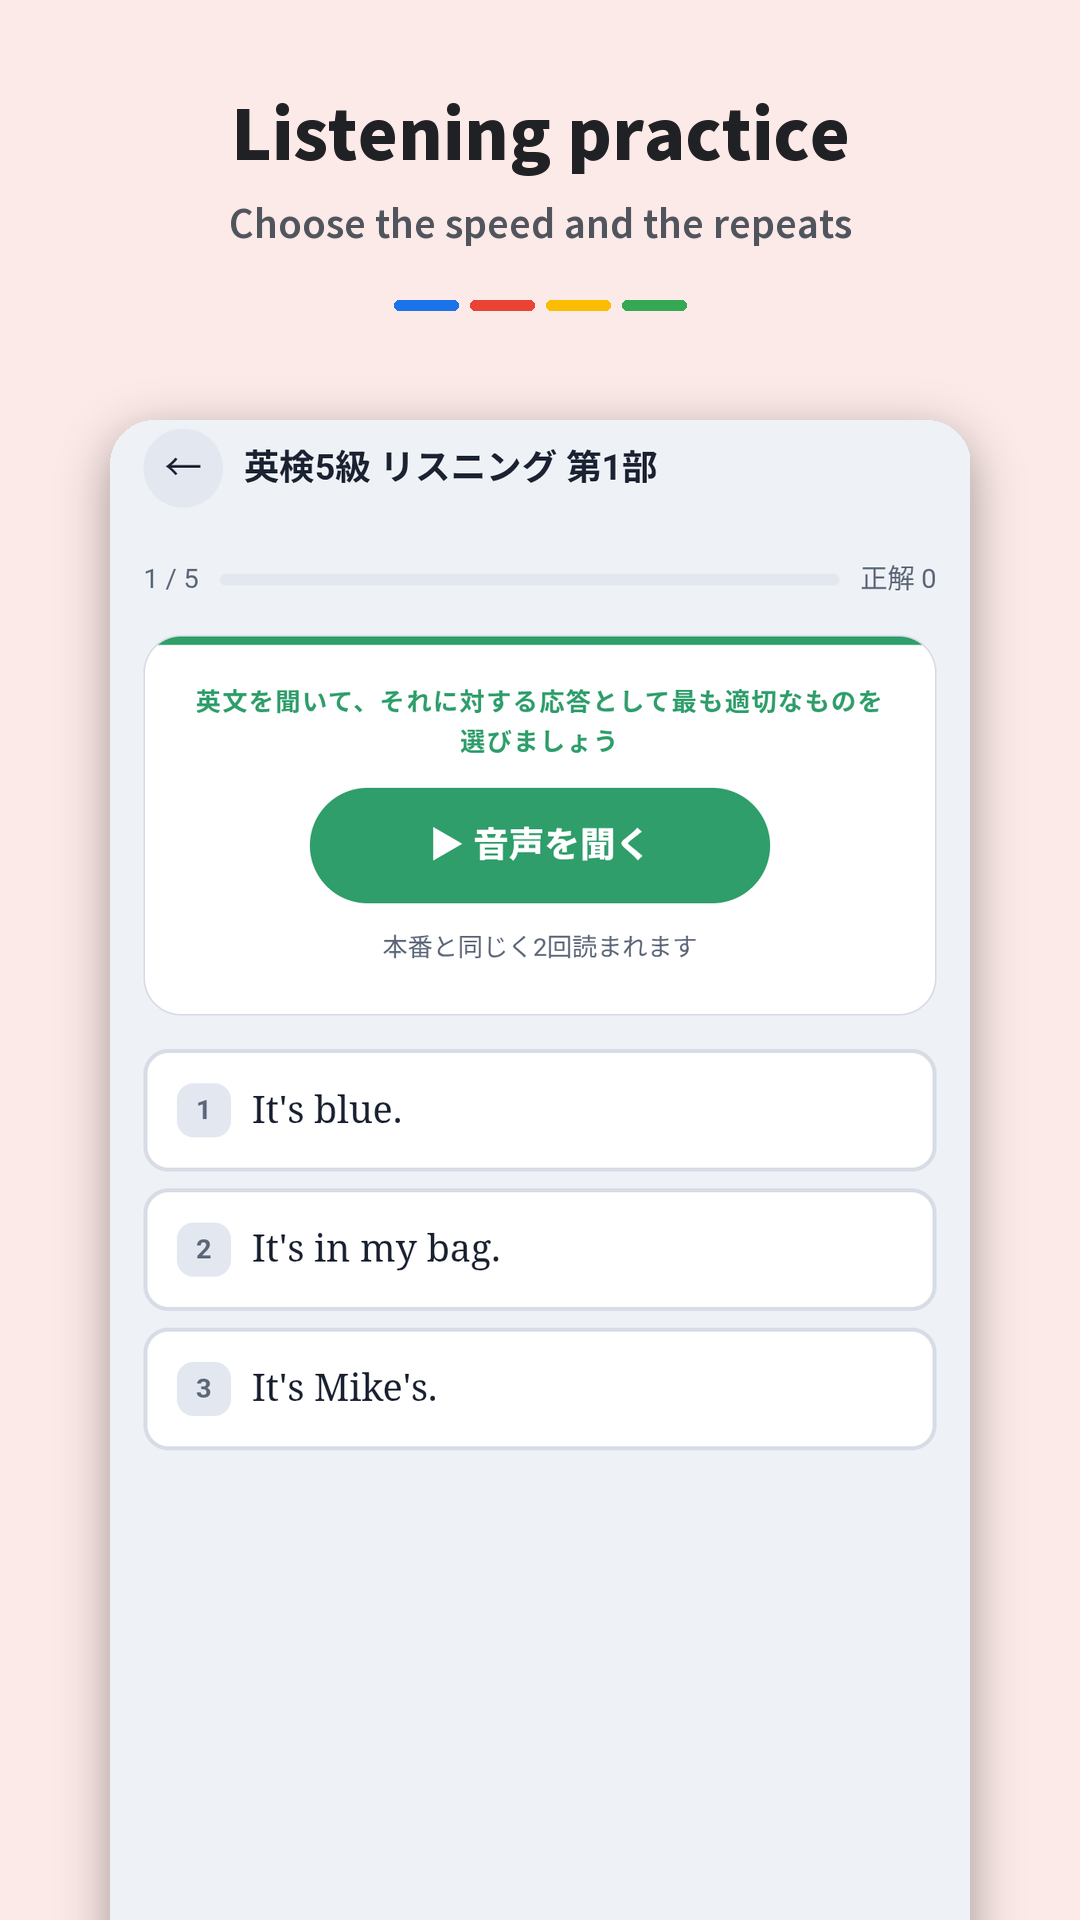 Listening practice
Choose the speed and the repeats
← 英検5級 リスニング 第1部
1 / 5 正解 0
英文を聞いて、それに対する応答として最も適切なものを
選びましょう
▶ 音声を聞く
本番と同じく2回読まれます
1 It's blue.
2 It's in my bag.
3 It's Mike's.